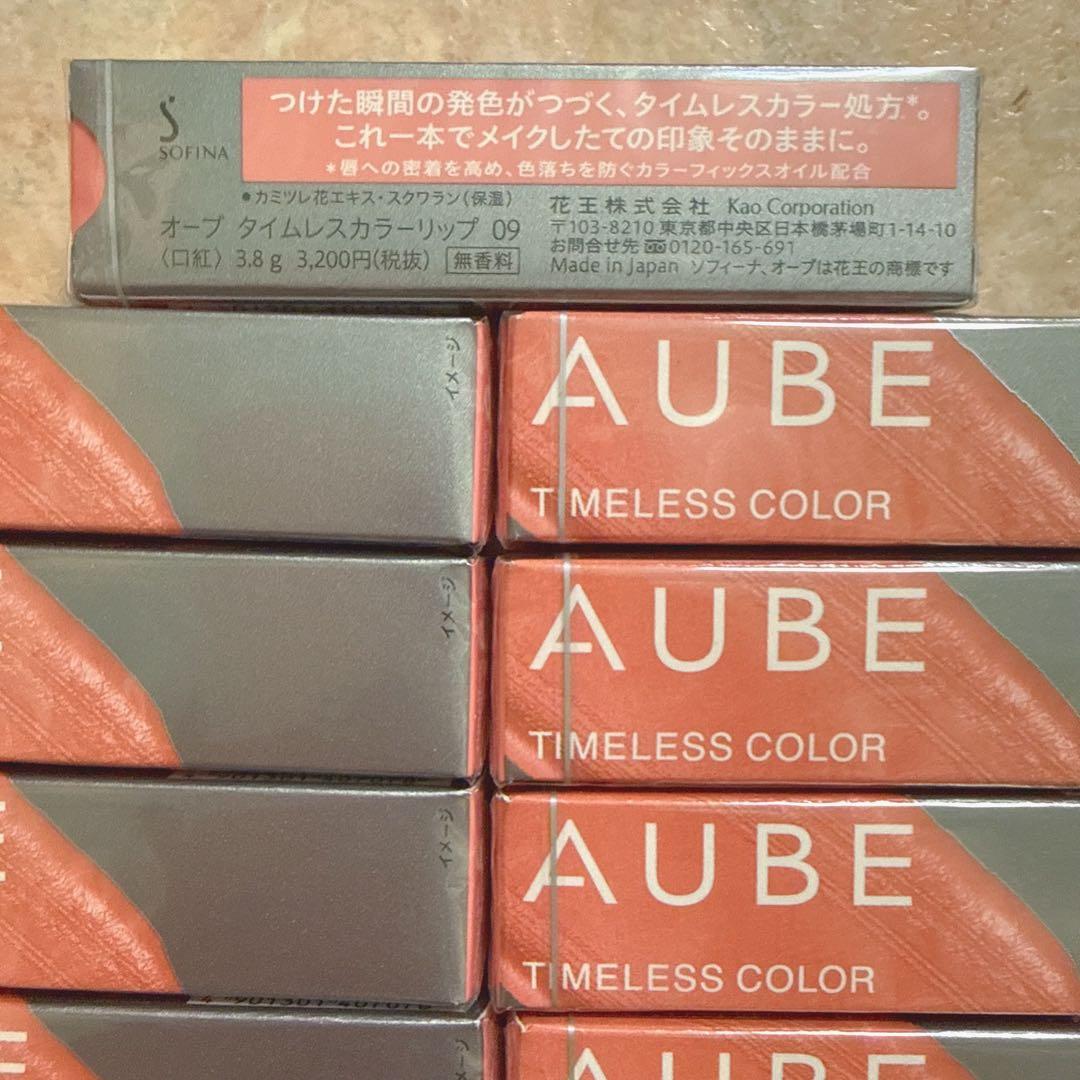 SOFINA
つけた瞬間の発色がつづく、タイムレスカラー処方*。
これ一本でメイクしたての印象そのままに。
*唇への密着を高め、色落ちを防ぐカラーフィックスオイル配合
●カミツレ花エキス・スクワラン(保湿)
オーブ タイムレスカラーリップ 09
〈口紅〉 3.8g 3,200円(税抜) 無香料
花王株式会社 Kao Corporation
〒103-8210 東京都中央区日本橋茅場町1-14-10
お問合せ先 0120-165-691
Made in Japan ソフィーナ、オーブは花王の商標です
イメージ
AUBE
TIMELESS COLOR
イメージ
AUBE
TIMELESS COLOR
イメージ
AUBE
TIMELESS COLOR
イメージ
AUBE